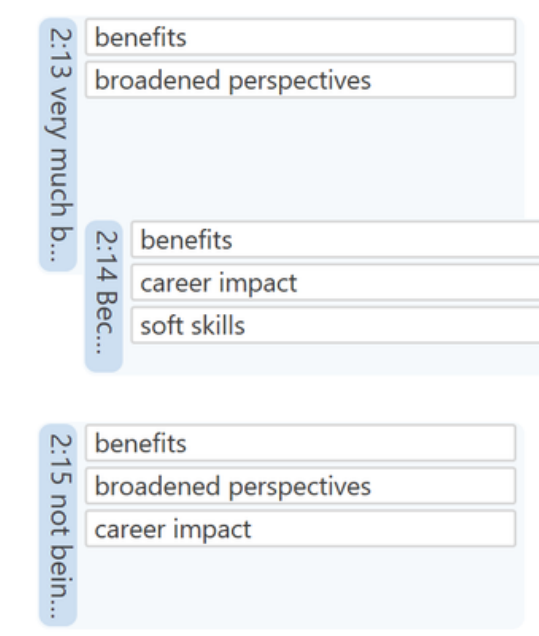 2:13 very much b...
benefits
broadened perspectives
2:14 Bec...
benefits
career impact
soft skills
2:15 not bein...
benefits
broadened perspectives
career impact